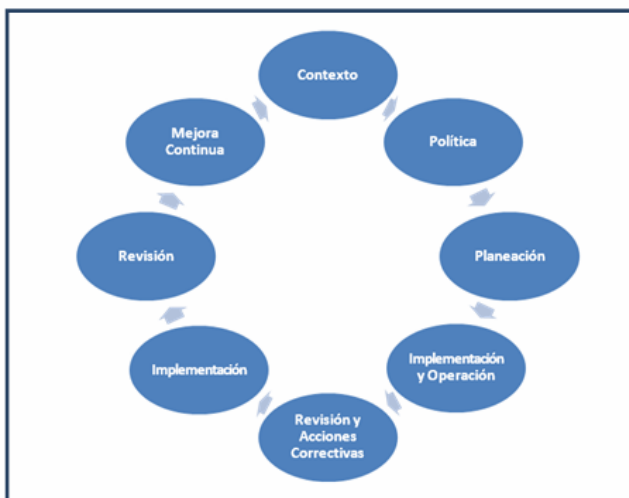 Contexto
Política
Planeación
Implementación
y Operación
Revisión y
Acciones
Correctivas
Implementación
Revisión
Mejora
Continua